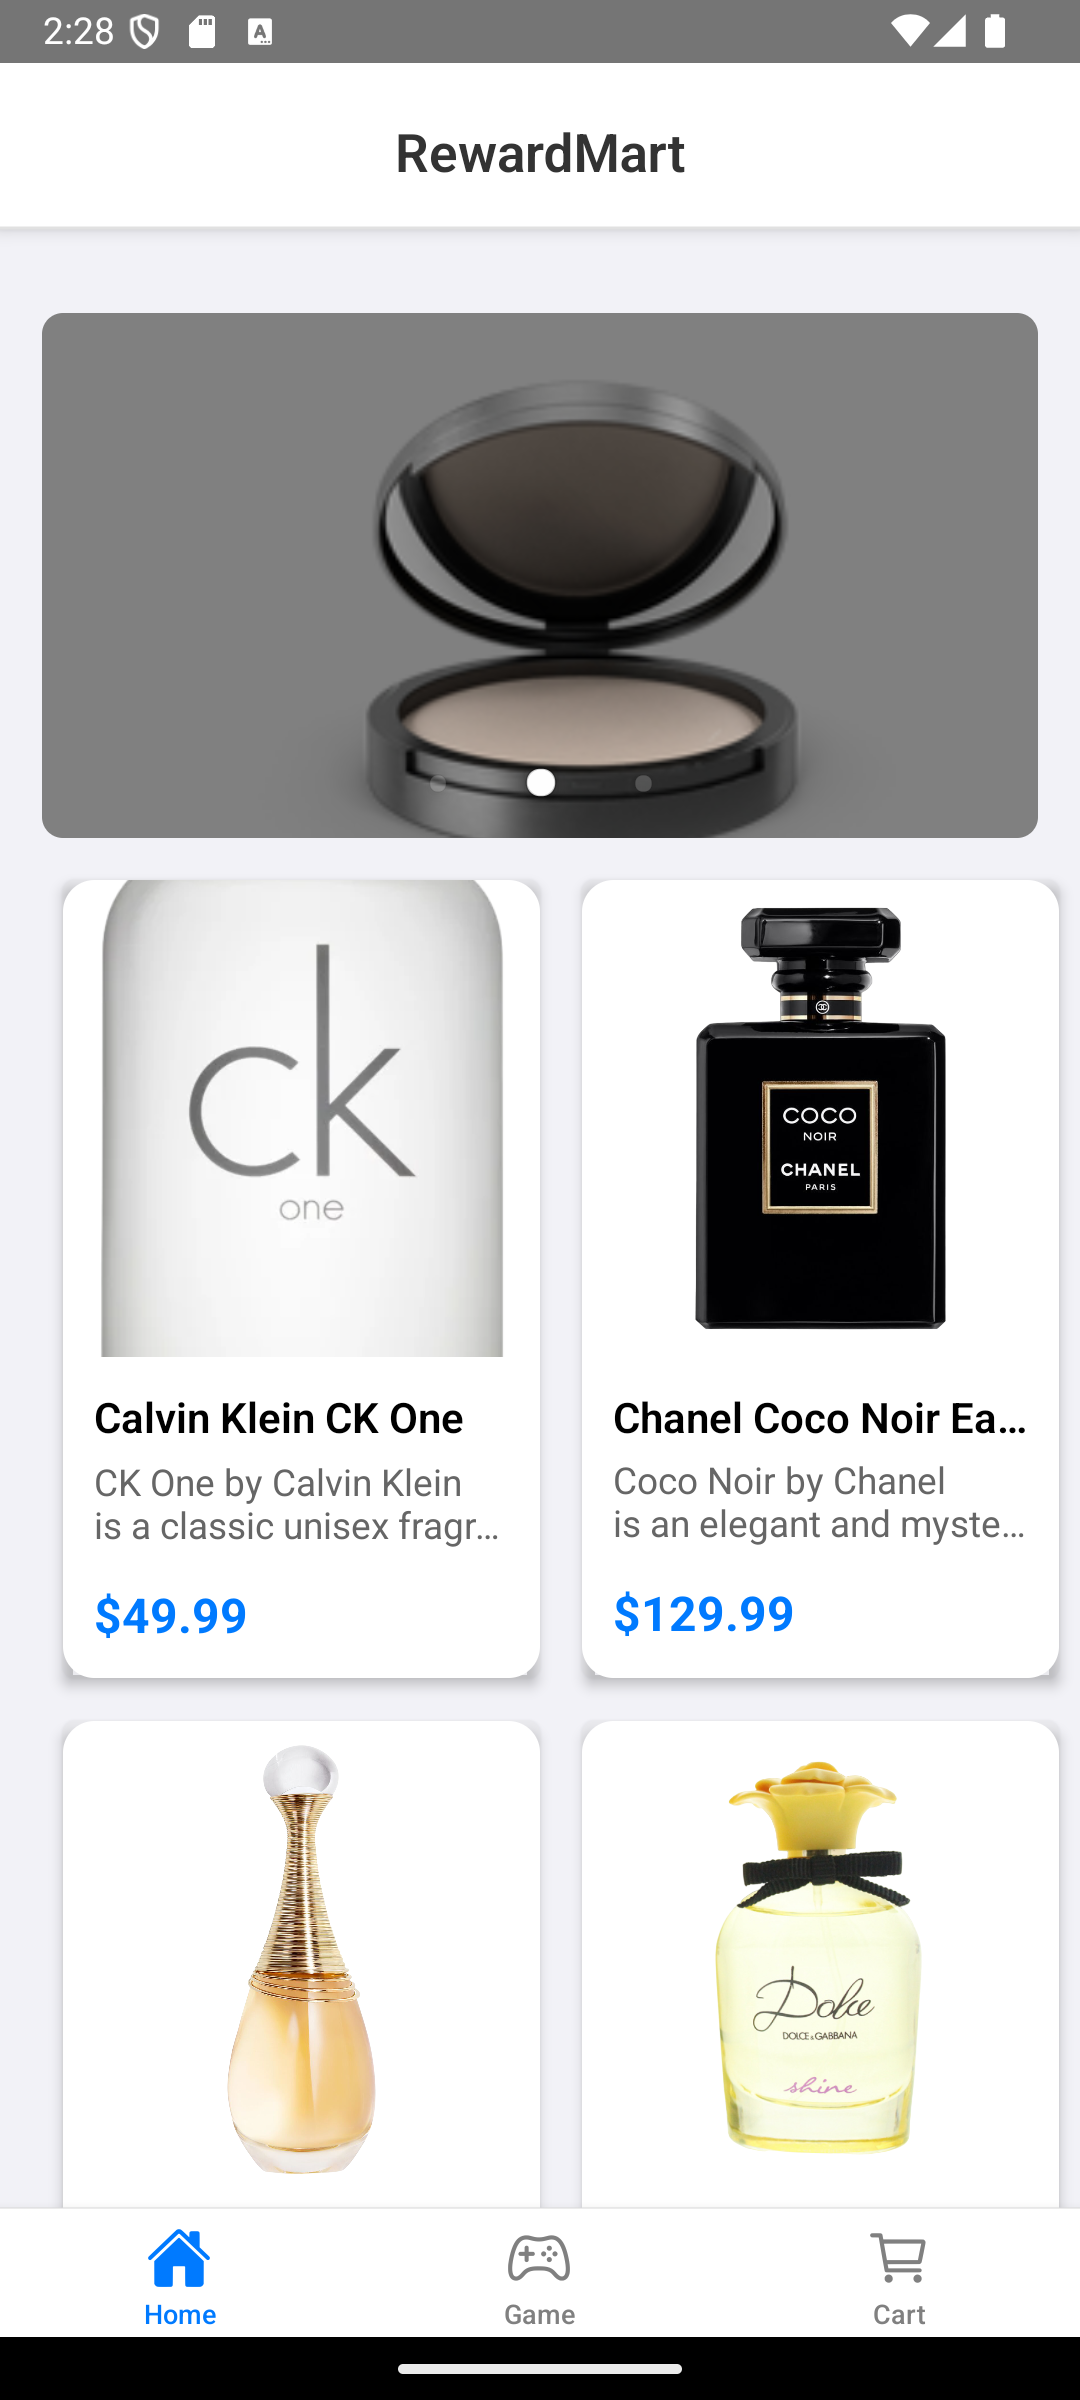 2:28
RewardMart
ck
one
COCO
NOIR
CHANEL
PARIS
Calvin Klein CK One
CK One by Calvin Klein
is a classic unisex fragr...
$49.99
Chanel Coco Noir Ea...
Coco Noir by Chanel
is an elegant and myste...
$129.99
Dolce
DOLCE & GABBANA
shine
Home
Game
Cart